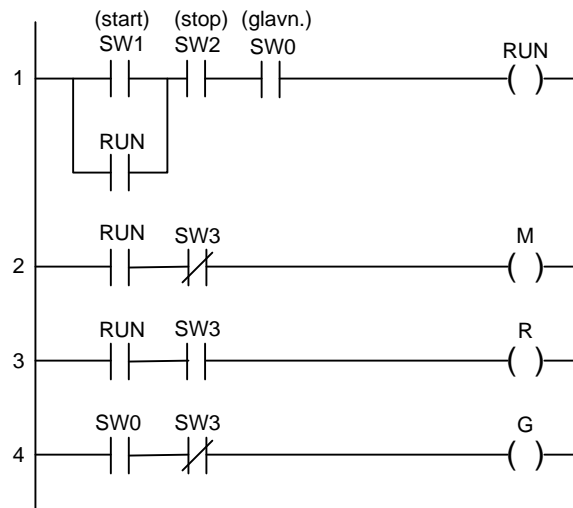 (start) (stop) (glavn.)
SW1 SW2 SW0 RUN
1 ( )
RUN
RUN SW3 M
2 ( )
RUN SW3 R
3 ( )
SW0 SW3 G
4 ( )